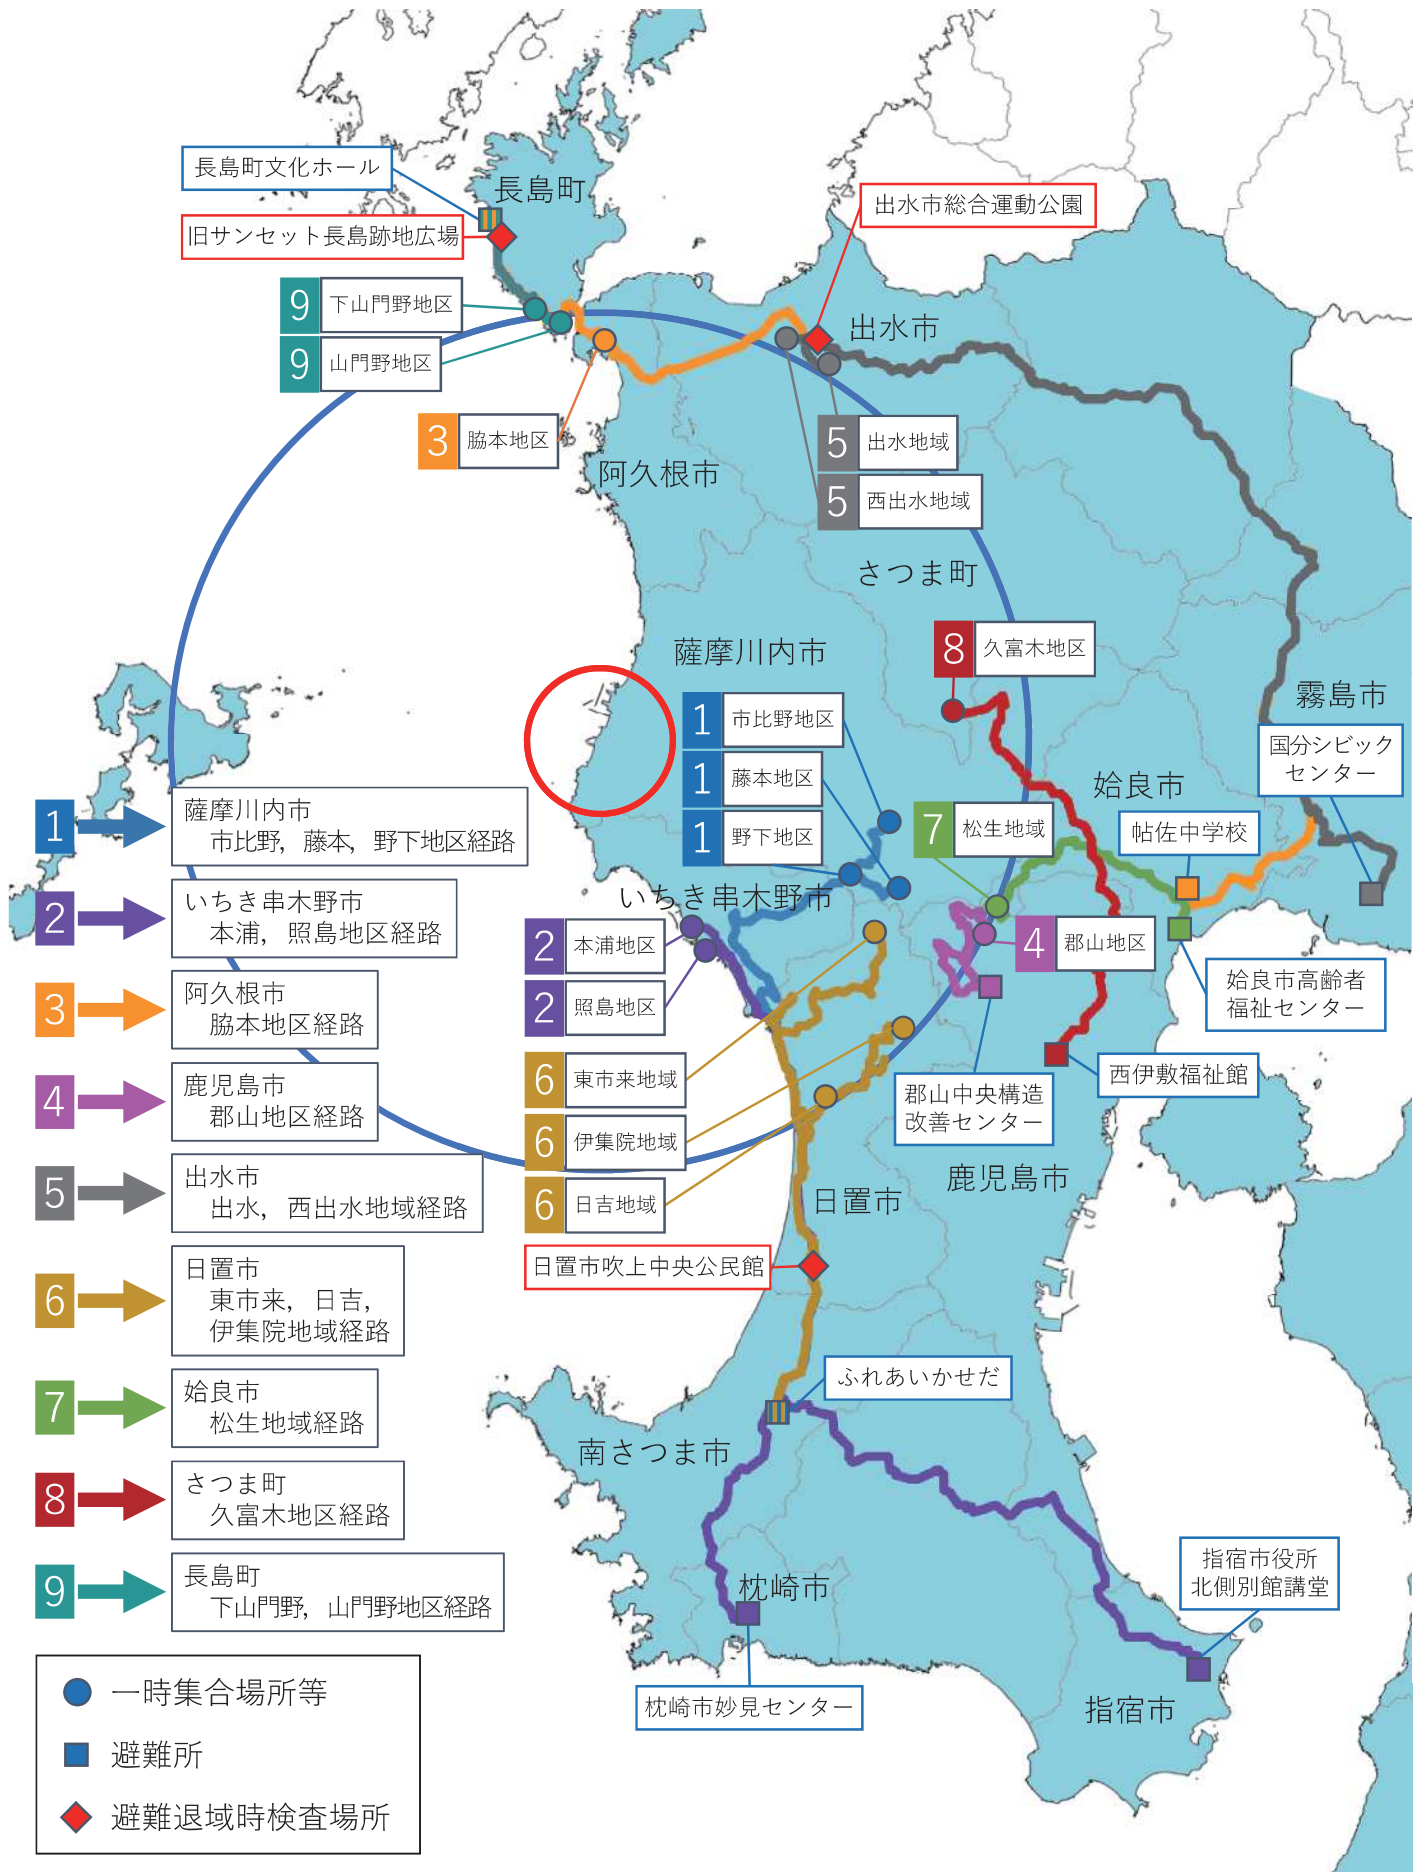 長島町文化ホール
長島町
旧サンセット長島跡地広場
出水市総合運動公園
9 下山門野地区
9 山門野地区
出水市
3 脇本地区
5 出水地域
阿久根市
5 西出水地域
さつま町
薩摩川内市
8 久富木地区
霧島市
1 市比野地区
国分シビック
センター
1 藤本地区
姶良市
1 野下地区
7 松生地域
帖佐中学校
いちき串木野市
2 本浦地区
4 郡山地区
2 照島地区
姶良市高齢者
福祉センター
6 東市来地域
西伊敷福祉館
郡山中央構造
改善センター
6 伊集院地域
鹿児島市
6 日吉地域
日置市
日置市吹上中央公民館
ふれあいかせだ
南さつま市
枕崎市
指宿市役所
北側別館講堂
枕崎市妙見センター
指宿市
1 薩摩川内市
市比野，藤本，野下地区経路
2 いちき串木野市
本浦，照島地区経路
3 阿久根市
脇本地区経路
4 鹿児島市
郡山地区経路
5 出水市
出水，西出水地域経路
6 日置市
東市来，日吉，
伊集院地域経路
7 姶良市
松生地域経路
8 さつま町
久富木地区経路
9 長島町
下山門野，山門野地区経路
一時集合場所等
避難所
避難退域時検査場所